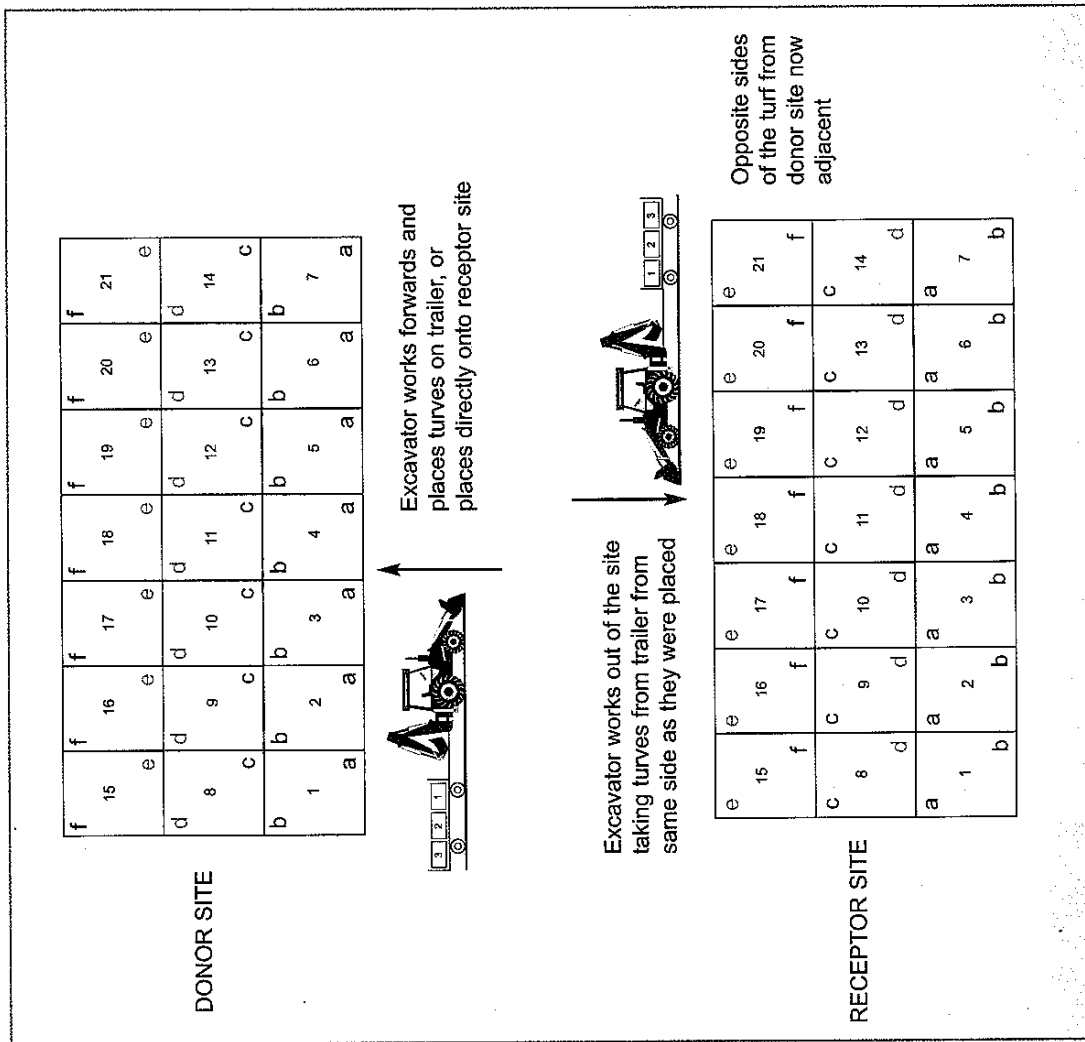 DONOR SITE
f f f f f f f
15 16 17 18 19 20 21
e e e e e e e
d d d d d d d
8 9 10 11 12 13 14
c c c c c c c
b b b b b b b
1 2 3 4 5 6 7
a a a a a a a
3 2 1
Excavator works forwards and
places turves on trailer, or
places directly onto receptor site
Excavator works out of the site
taking turves from trailer from
same side as they were placed
1 2 3
Opposite sides
of the turf from
donor site now
adjacent
RECEPTOR SITE
e e e e e e e
15 16 17 18 19 20 21
f f f f f f f
c c c c c c c
8 9 10 11 12 13 14
d d d d d d d
a a a a a a a
1 2 3 4 5 6 7
b b b b b b b